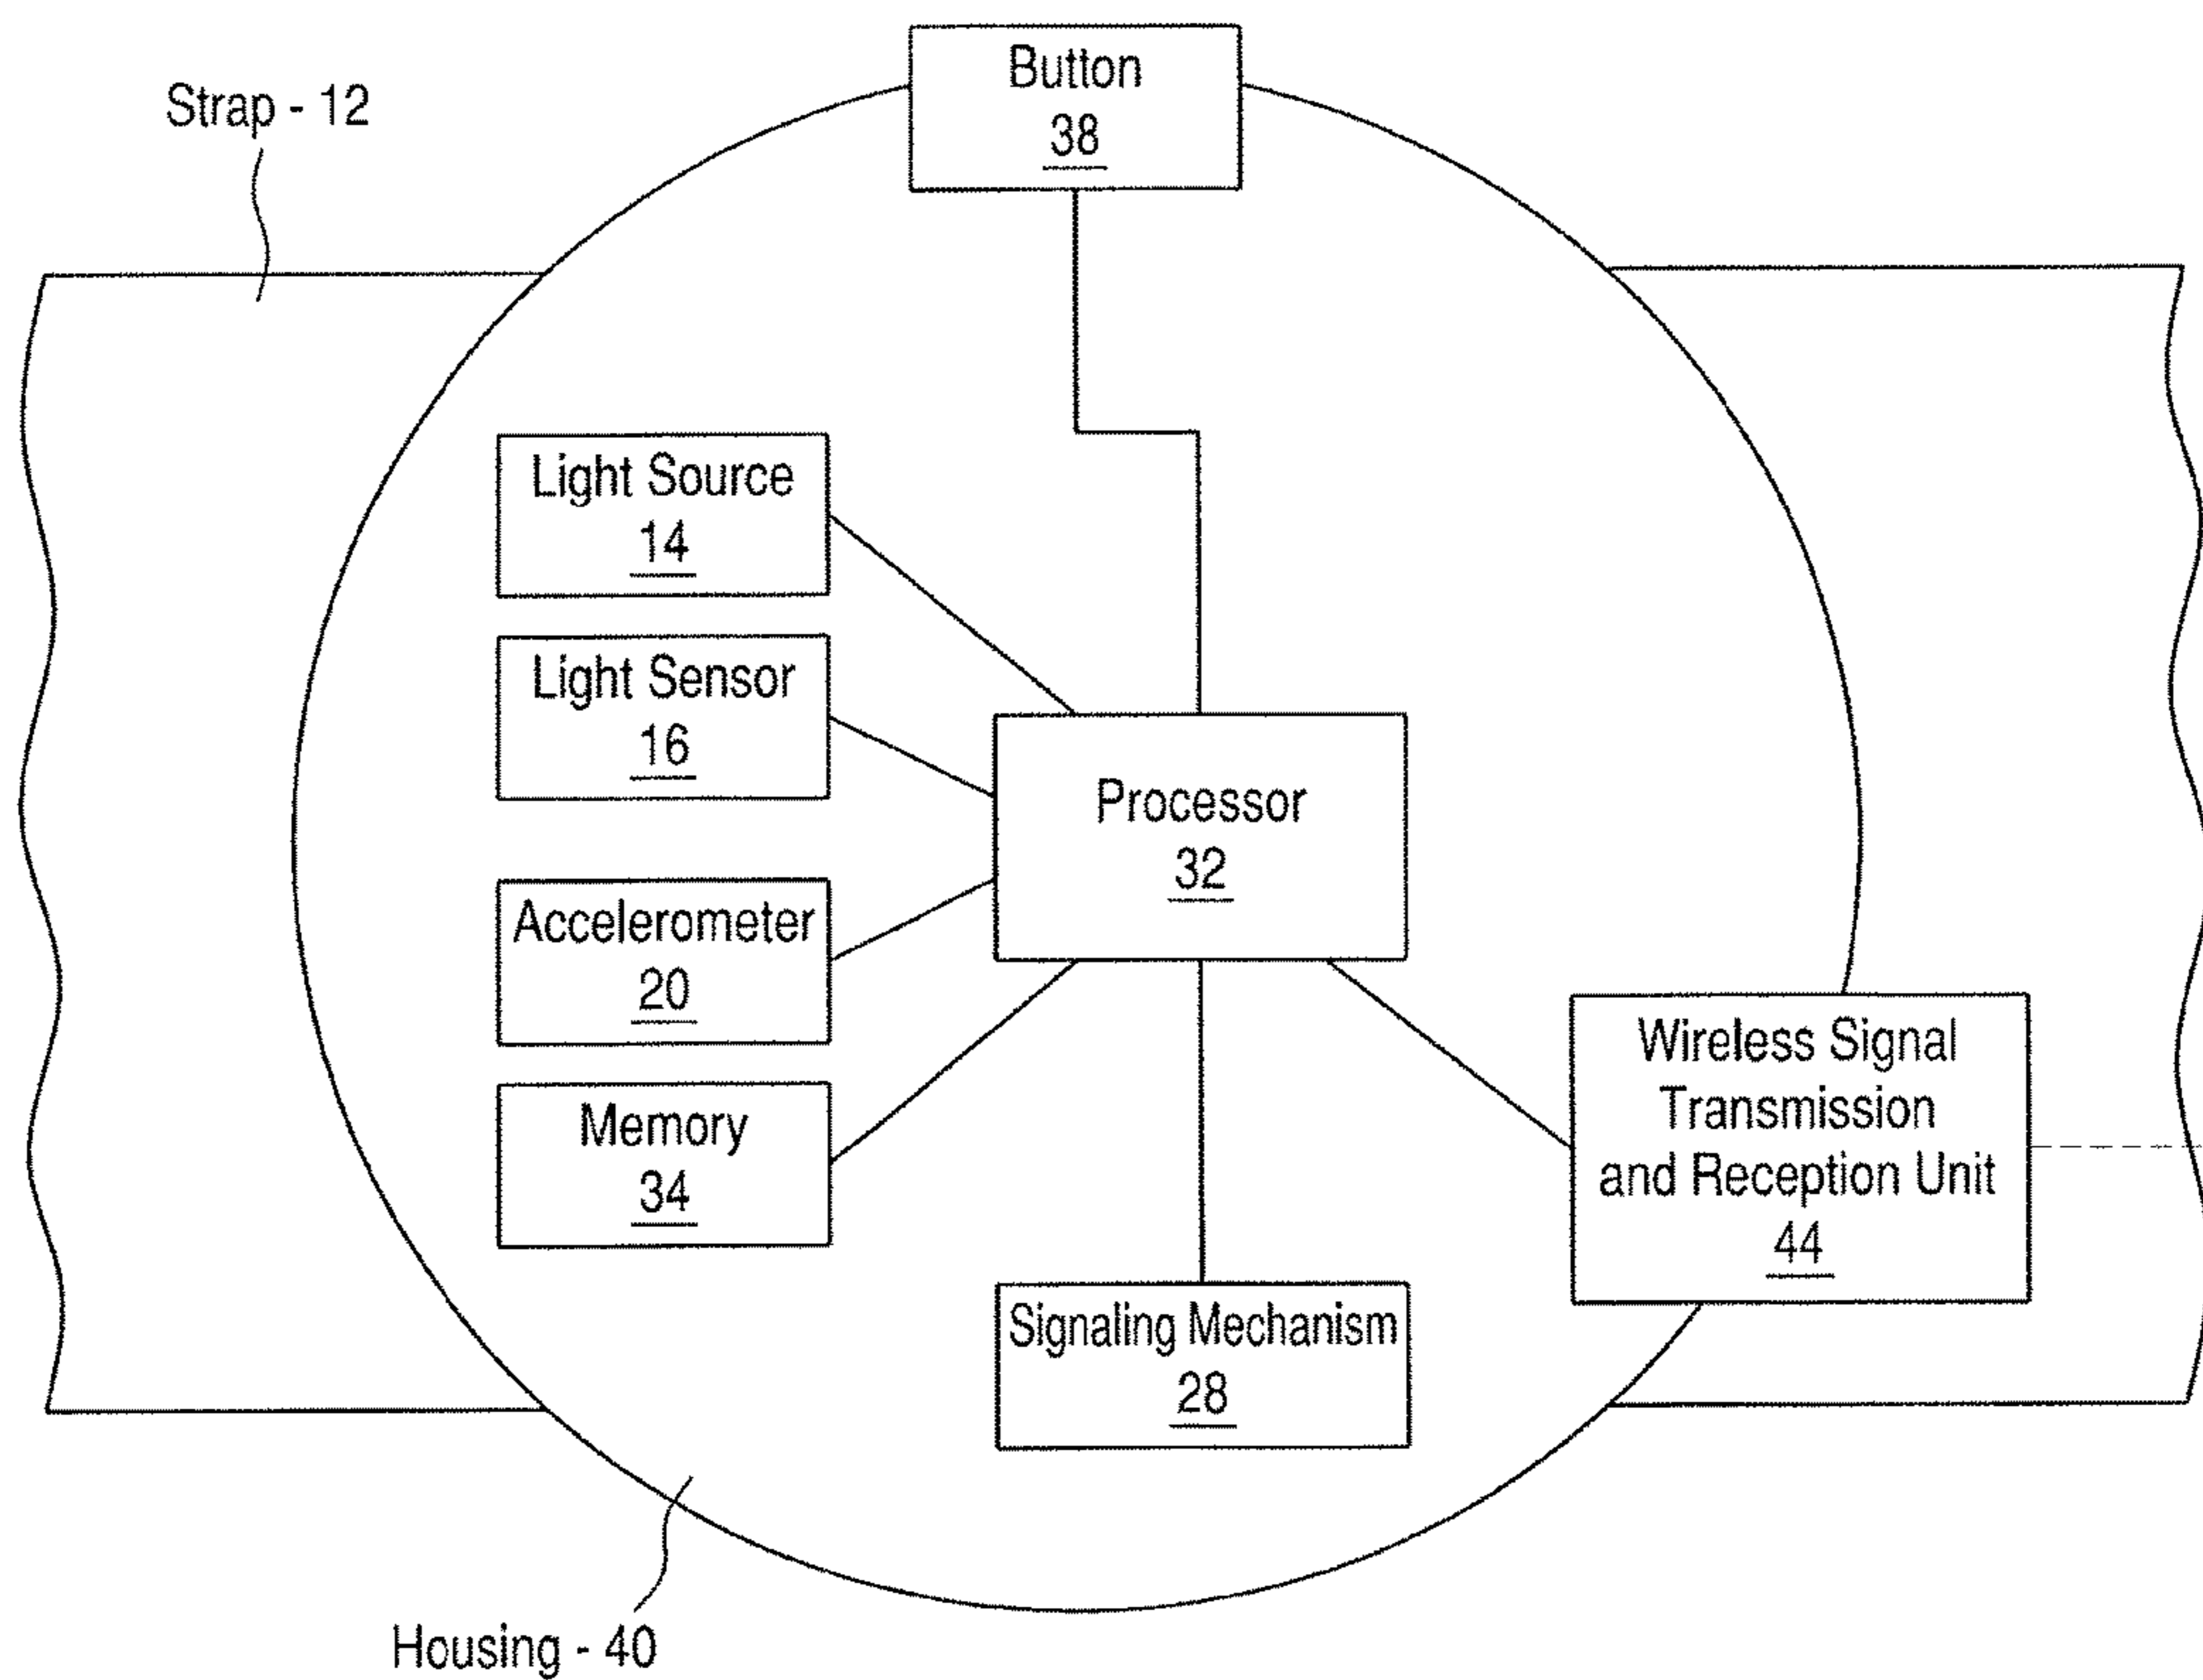 Button
38
Strap - 12
Light Source
14
Light Sensor
16
Processor
32
Accelerometer
20
Wireless Signal
Transmission
and Reception Unit
44
Memory
34
Signaling Mechanism
28
Housing - 40